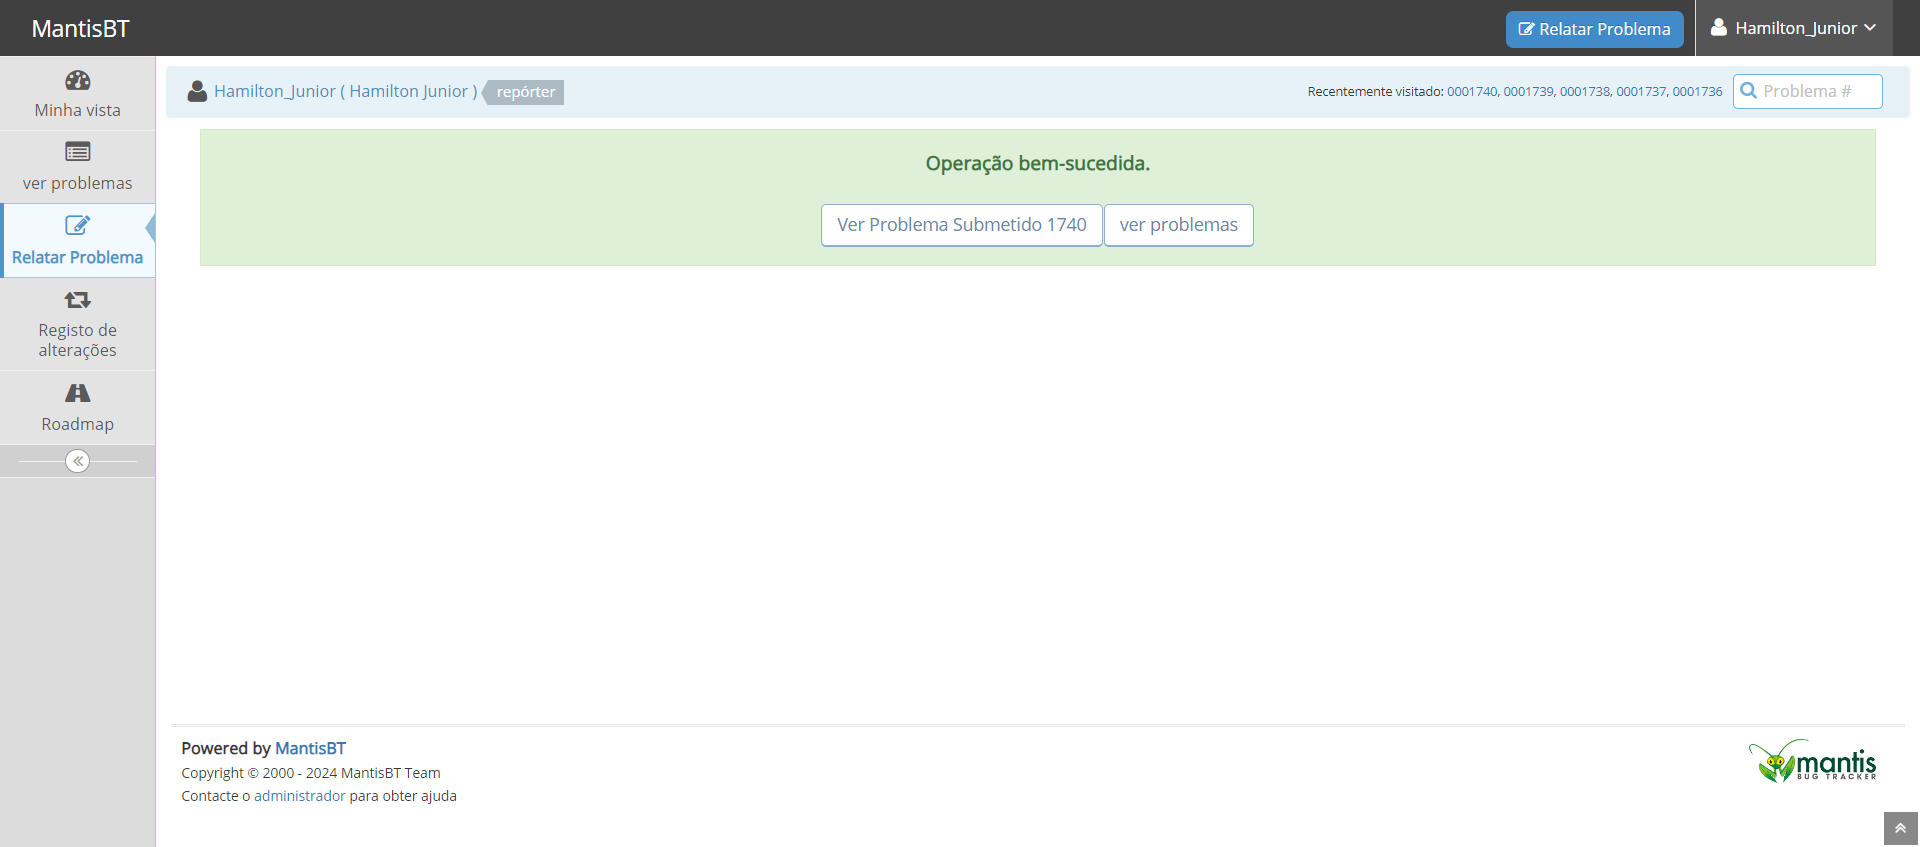 MantisBT
Relatar Problema
Hamilton_Junior
Minha vista
ver problemas
Relatar Problema
Registo de
alterações
Roadmap
Hamilton_Junior ( Hamilton Junior ) repórter
Recentemente visitado: 0001740, 0001739, 0001738, 0001737, 0001736
Problema #
Operação bem-sucedida.
Ver Problema Submetido 1740
ver problemas
Powered by MantisBT
Copyright © 2000 - 2024 MantisBT Team
Contacte o administrador para obter ajuda
mantis
BUG TRACKER